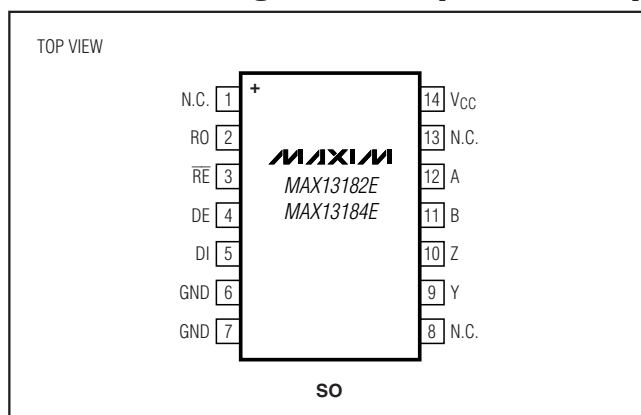 TOP VIEW
+
N.C. 1
RO 2
R̅E̅ 3
DE 4
DI 5
GND 6
GND 7
MAXIM
MAX13182E
MAX13184E
14 VCC
13 N.C.
12 A
11 B
10 Z
9 Y
8 N.C.
SO